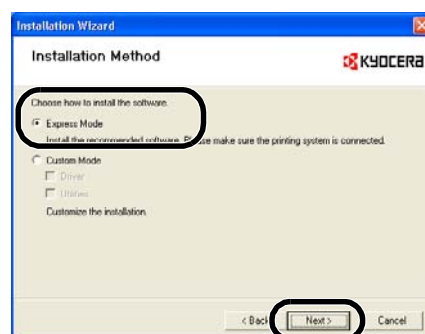 Installation Wizard
Installation Method
KYOCERA
Choose how to install the software.
Express Mode
Install the recommended software. Please make sure the printing system is connected.
Custom Mode
Driver
Utilities
Customize the installation.
< Back Next > Cancel